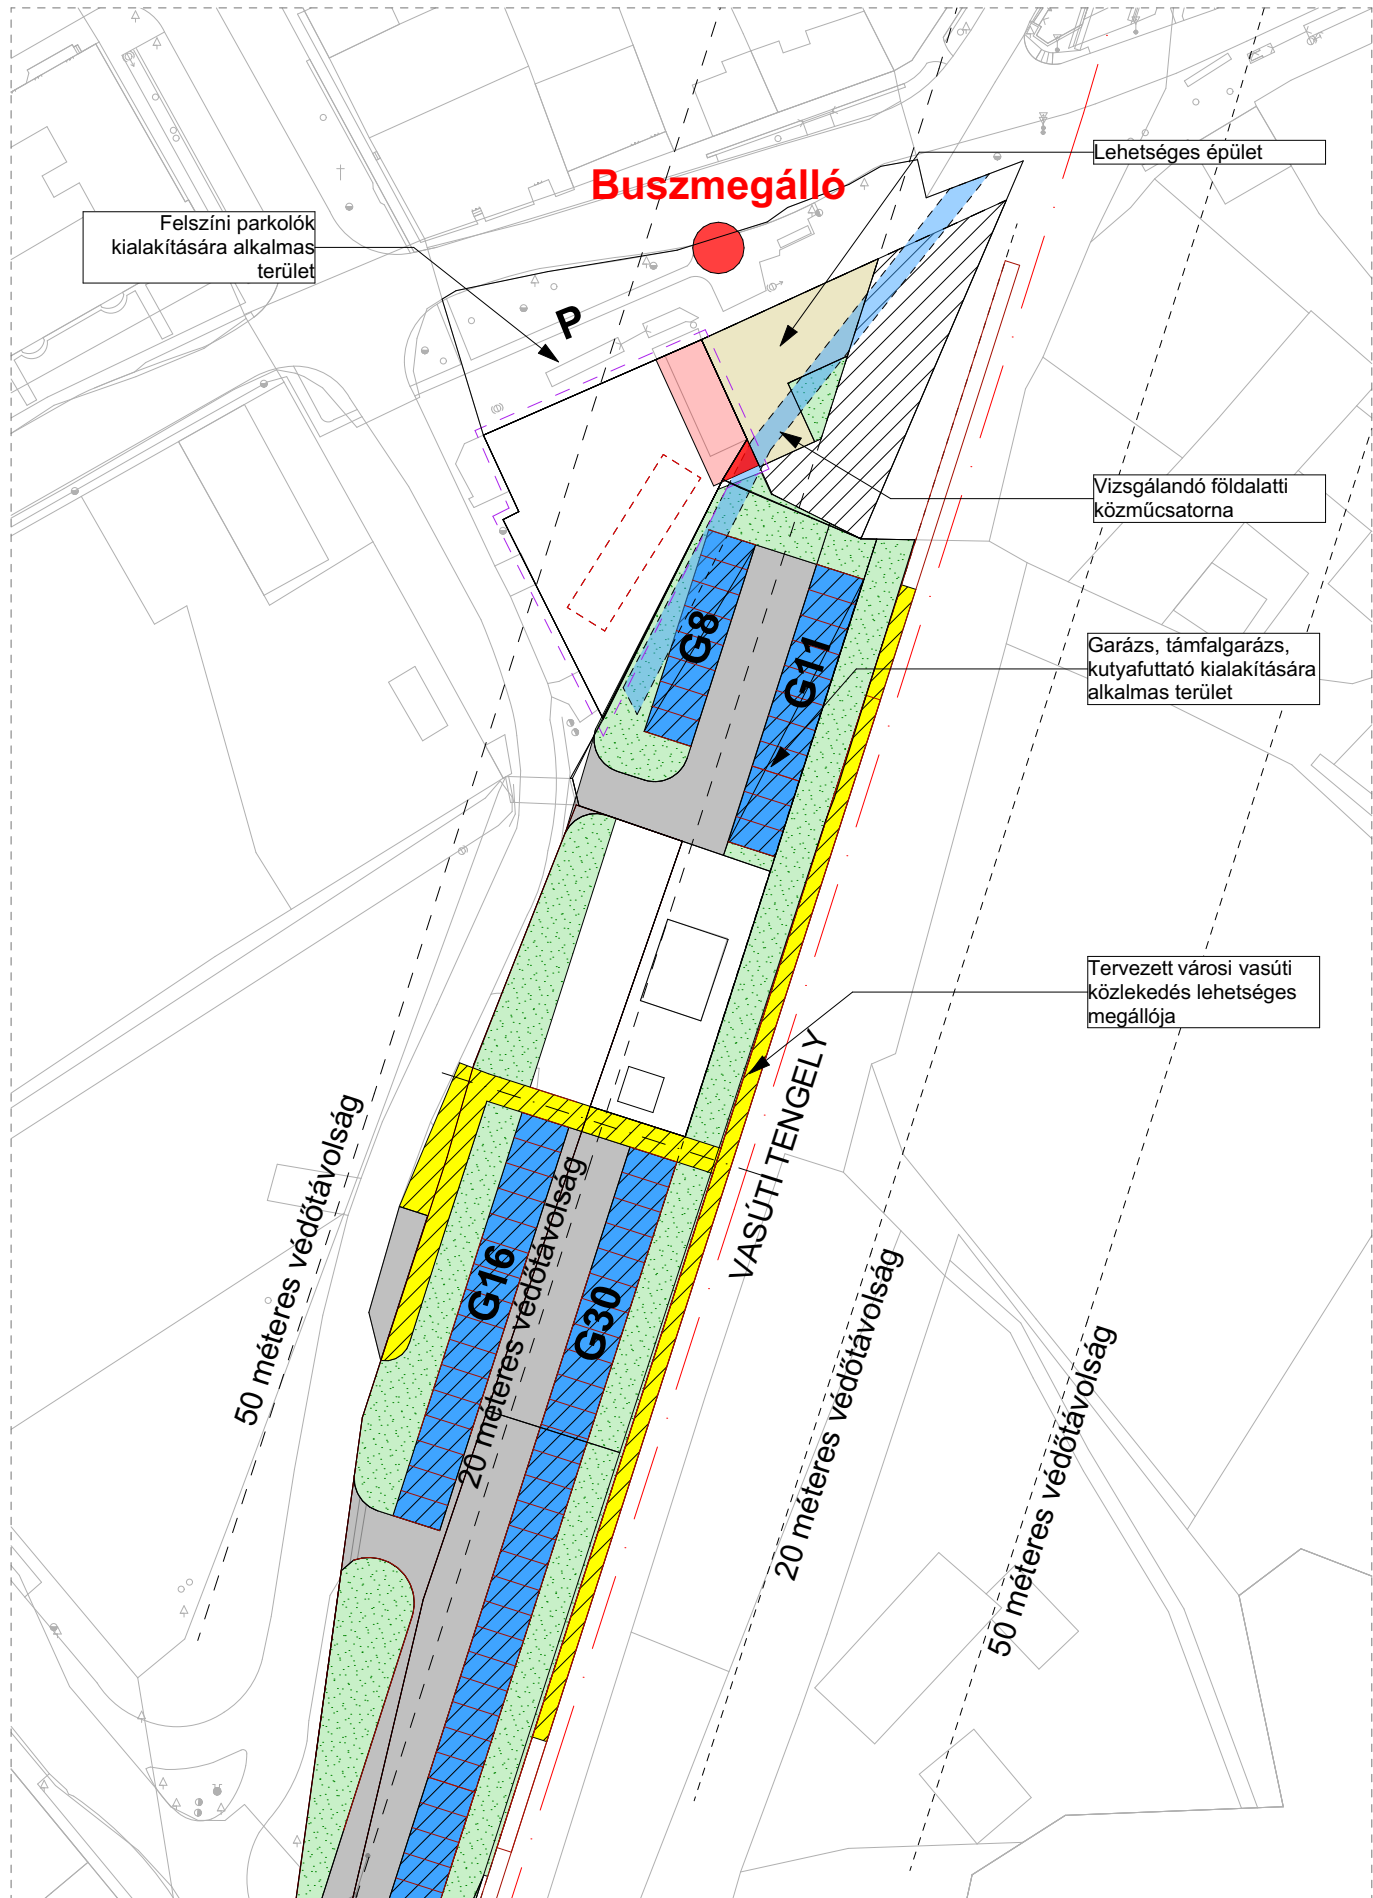 Lehetséges épület
Buszmegálló
Felszíni parkolók
kialakítására alkalmas
terület
P
Vizsgálandó földalatti
közműcsatorna
G8
G11
Garázs, támfalgarázs,
kutyafuttató kialakítására
alkalmas terület
Tervezett városi vasúti
közlekedés lehetséges
megállója
VASÚTI TENGELY
50 méteres védőtávolság
20 méteres védőtávolság
G16
G30
20 méteres védőtávolság
50 méteres védőtávolság